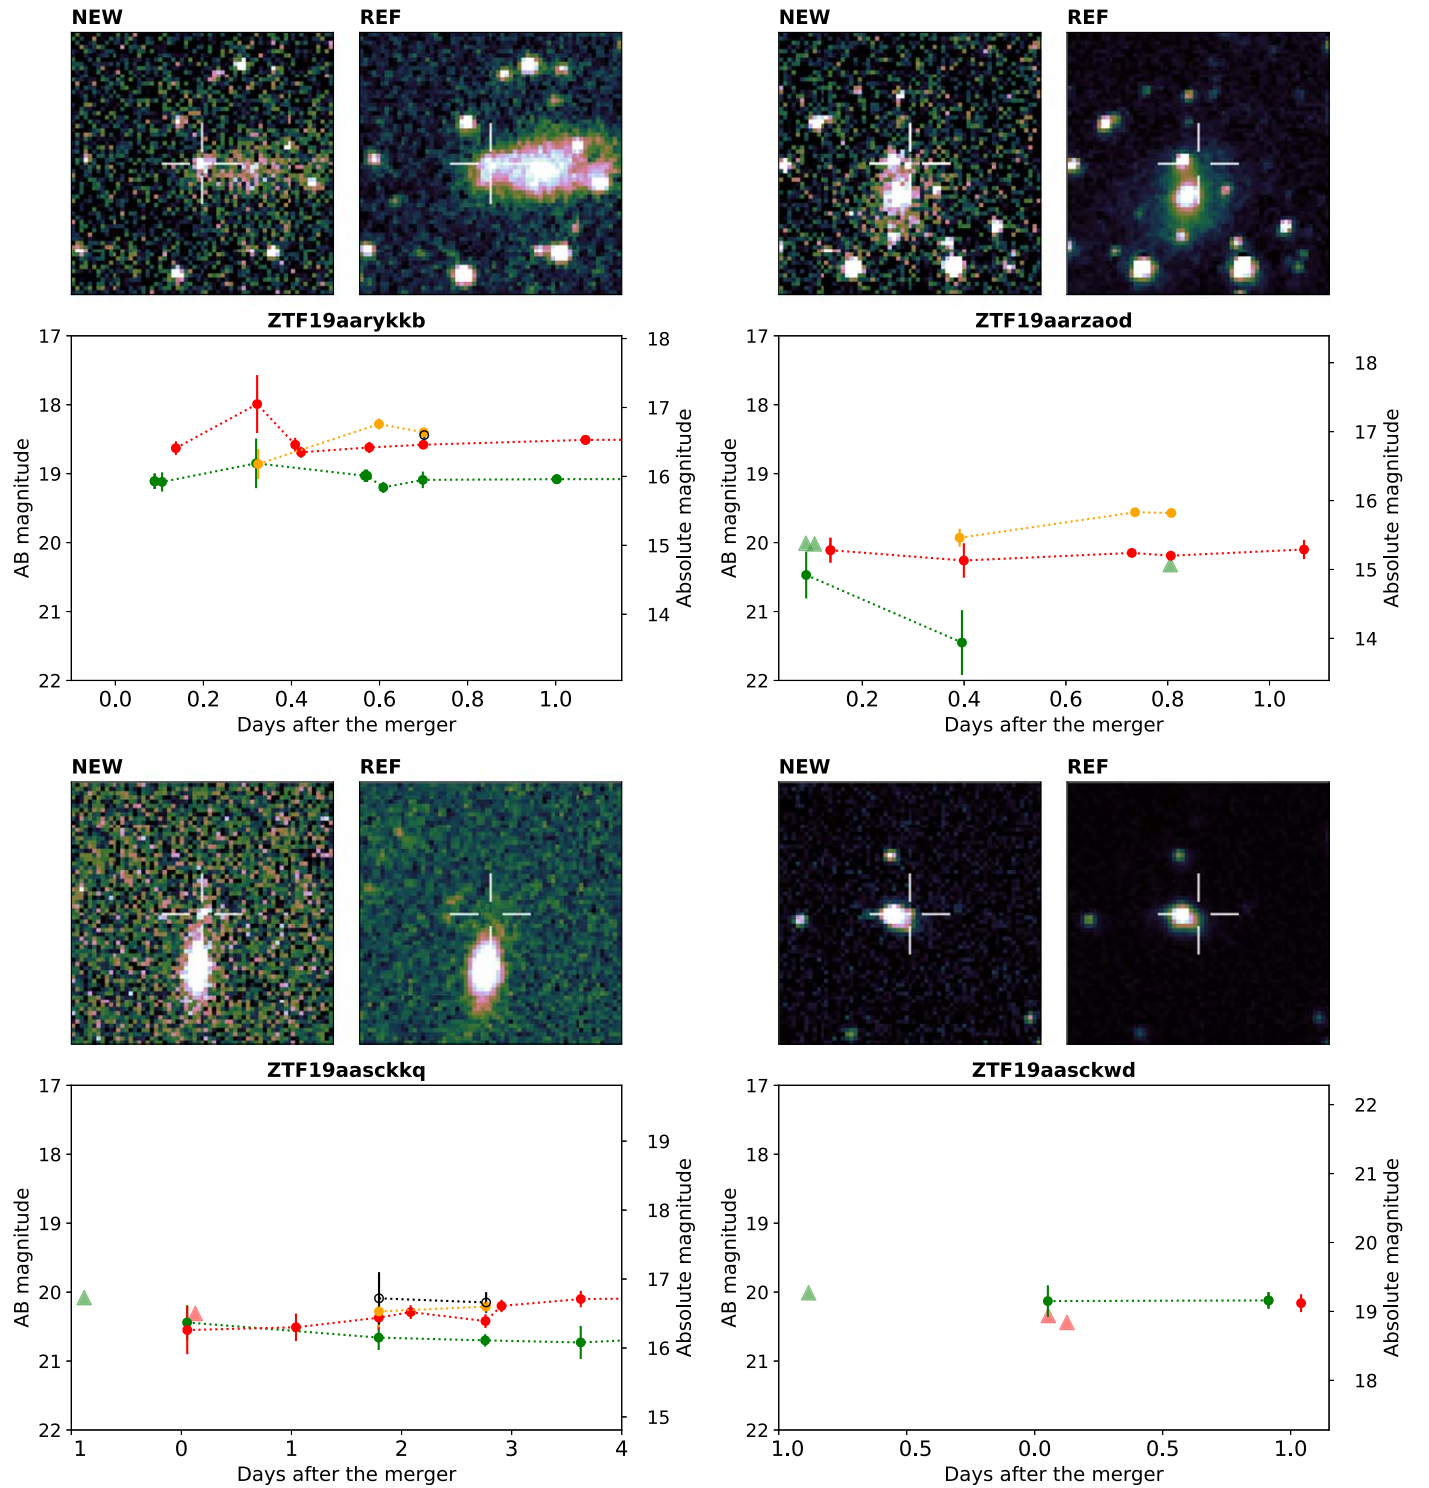 NEW REF NEW REF
ZTF19aarykkb ZTF19aarzaod
17 18 19 20 21 22
AB magnitude
18 17 16 15 14
Absolute magnitude
0.0 0.2 0.4 0.6 0.8 1.0
Days after the merger
17 18 19 20 21 22
AB magnitude
18 17 16 15 14
Absolute magnitude
0.2 0.4 0.6 0.8 1.0
Days after the merger
NEW REF NEW REF
ZTF19aasckkq ZTF19aasckwd
17 18 19 20 21 22
AB magnitude
19 18 17 16 15
Absolute magnitude
1 0 1 2 3 4
Days after the merger
17 18 19 20 21 22
AB magnitude
22 21 20 19 18
Absolute magnitude
1.0 0.5 0.0 0.5 1.0
Days after the merger